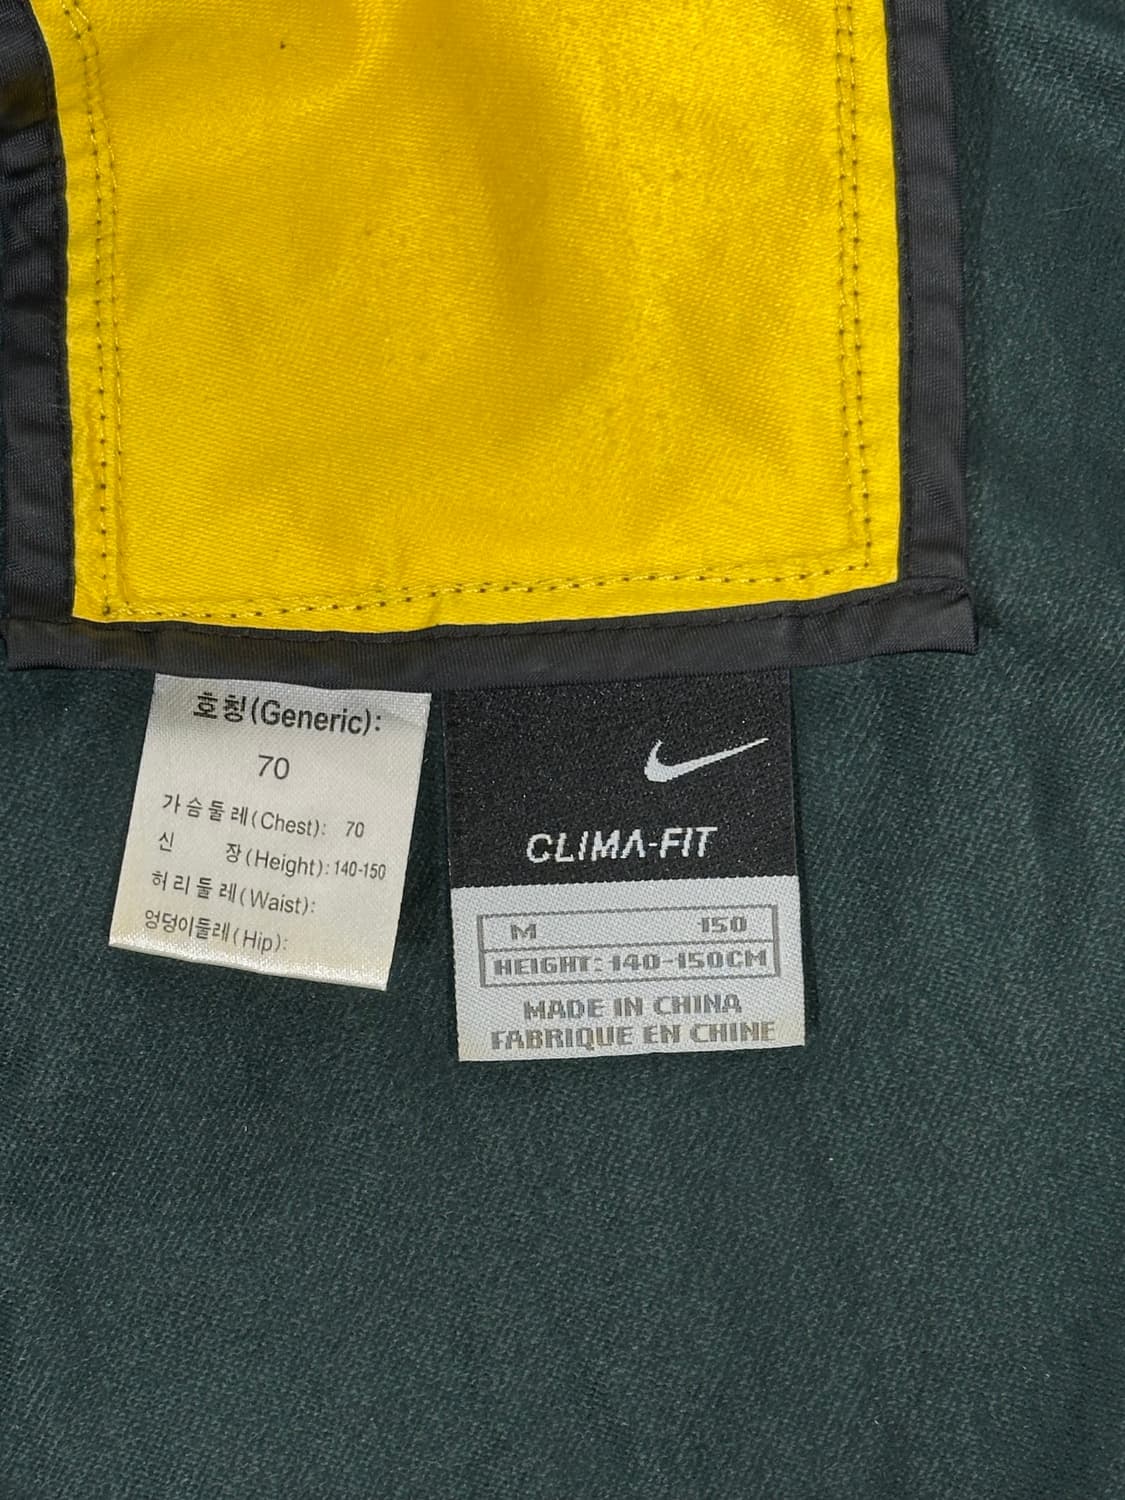 호칭(Generic):
70
가슴둘레(Chest): 70
신 장(Height): 140-150
허리둘레(Waist):
엉덩이둘레(Hip):
CLIMA-FIT
M 150
HEIGHT: 140-150CM
MADE IN CHINA
FABRIQUE EN CHINE